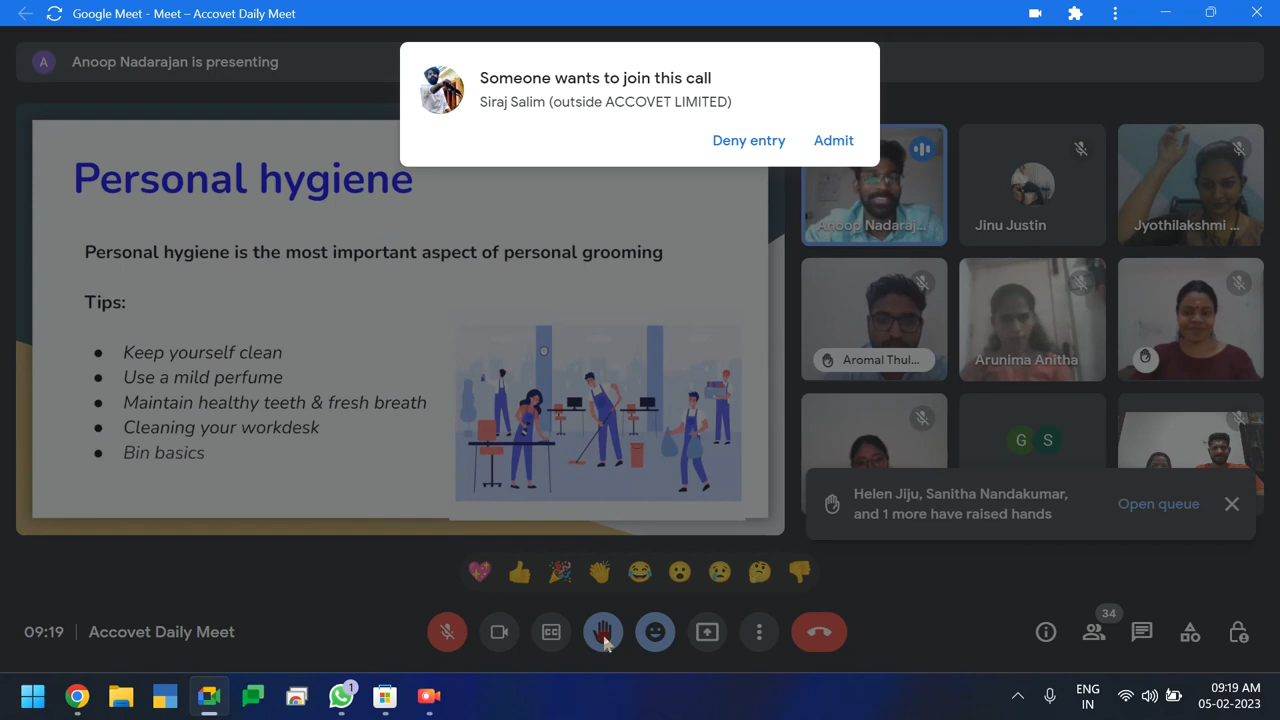 Google Meet - Meet – Accovet Daily Meet
A
Anoop Nadarajan is presenting
Someone wants to join this call
Siraj Salim (outside ACCOVET LIMITED)
Deny entry
Admit
Personal hygiene
Personal hygiene is the most important aspect of personal grooming
Tips:
● Keep yourself clean
● Use a mild perfume
● Maintain healthy teeth & fresh breath
● Cleaning your workdesk
● Bin basics
Anoop Nadaraj...
Jinu Justin
Jyothilakshmi ...
Aromal Thul...
Arunima Anitha
G S
Helen Jiju, Sanitha Nandakumar,
and 1 more have raised hands
Open queue
09:19
Accovet Daily Meet
CC
34
1
ENG
IN
09:19 AM
05-02-2023